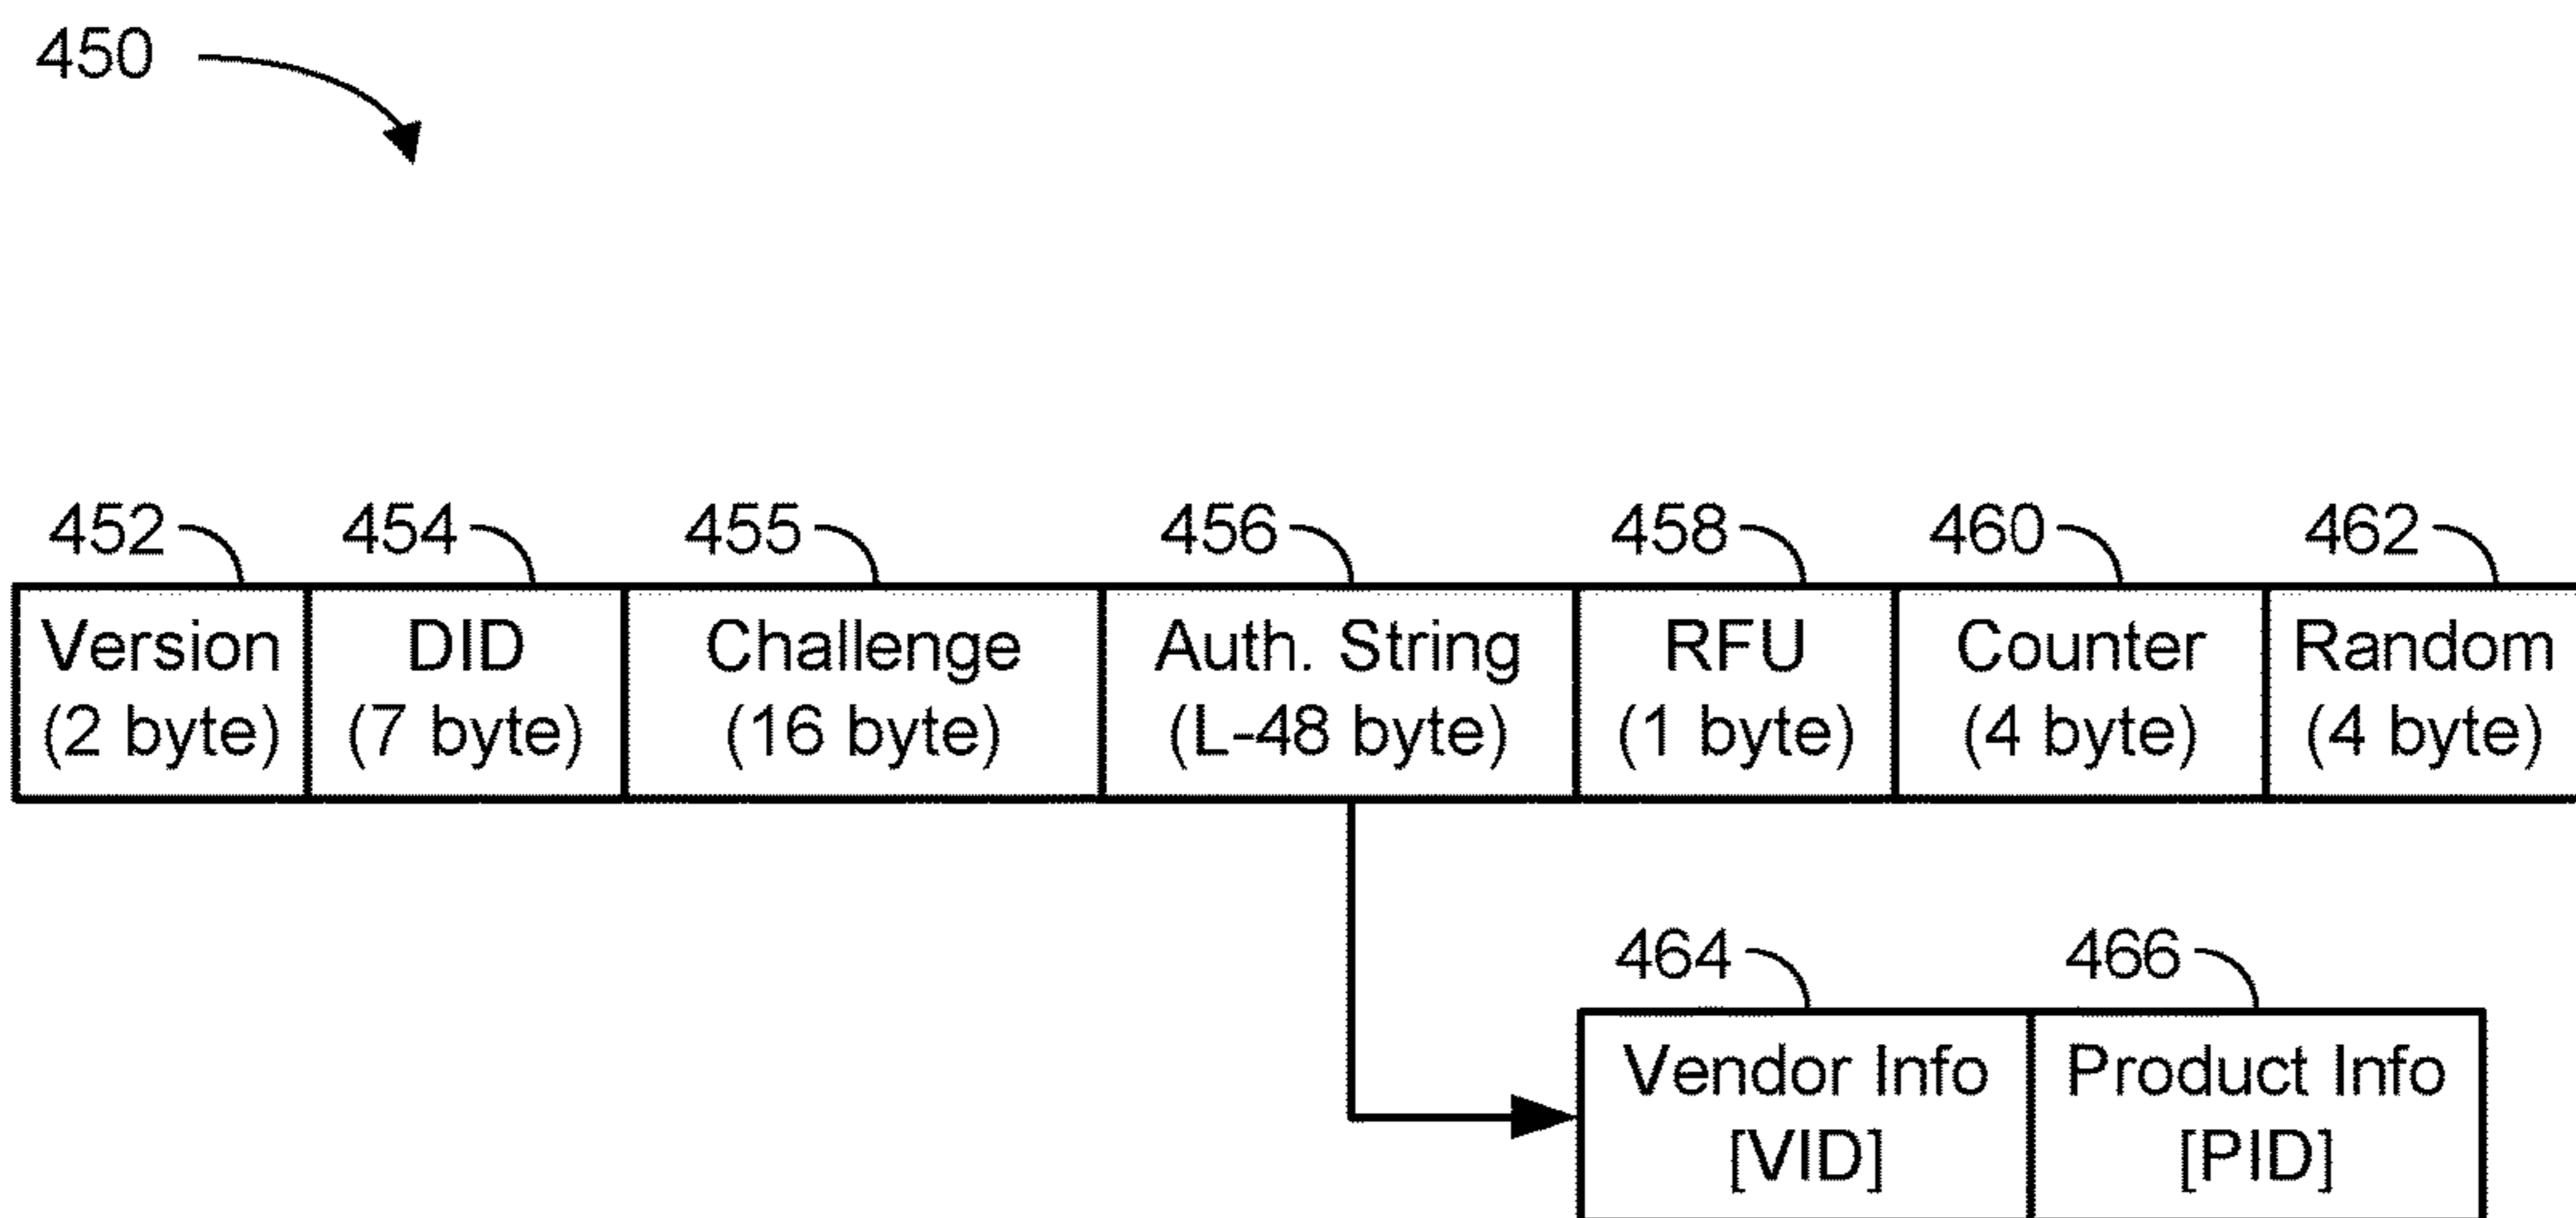 450
452 454 455 456 458 460 462
Version DID Challenge Auth. String RFU Counter Random
(2 byte) (7 byte) (16 byte) (L-48 byte) (1 byte) (4 byte) (4 byte)
464 466
Vendor Info Product Info
[VID] [PID]